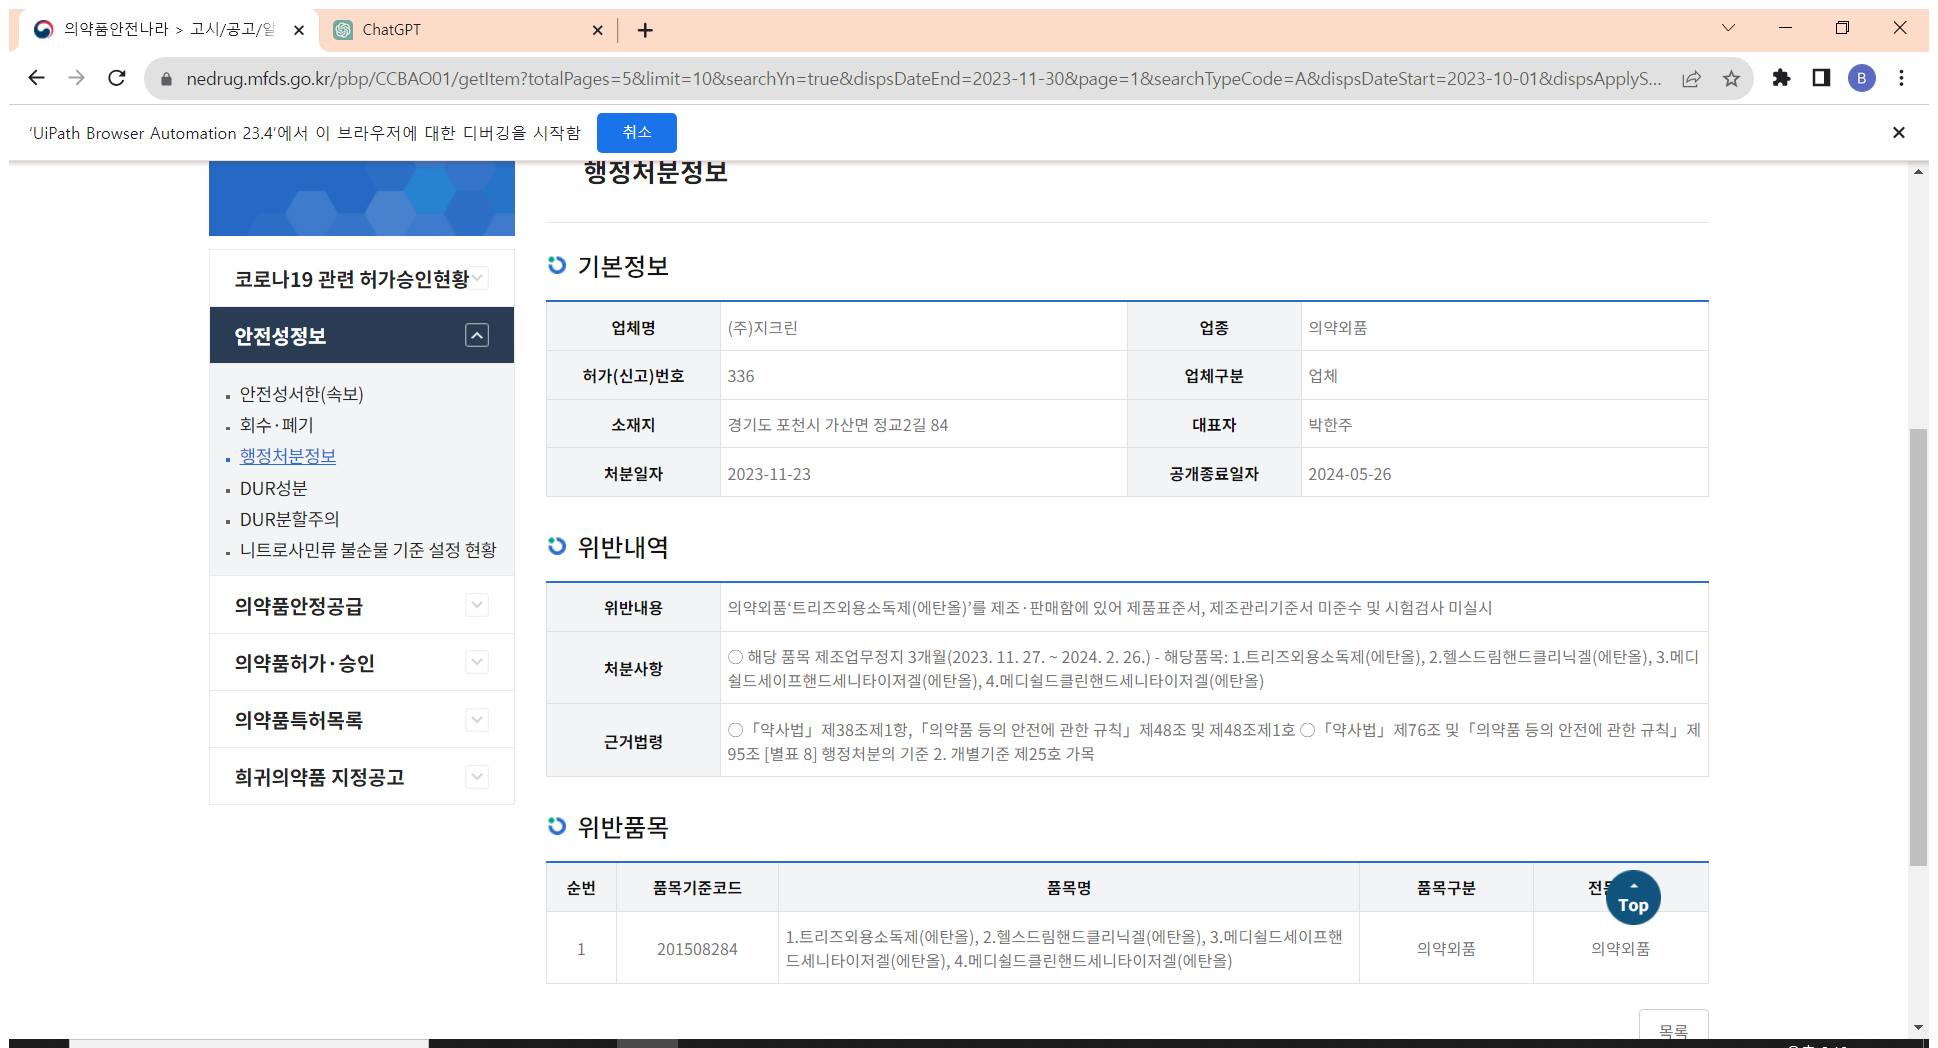 의약품안전나라 > 고시/공고/알
ChatGPT
nedrug.mfds.go.kr/pbp/CCBAO01/getItem?totalPages=5&limit=10&searchYn=true&dispsDateEnd=2023-11-30&page=1&searchTypeCode=A&dispsDateStart=2023-10-01&dispsApplyS...
B
'UiPath Browser Automation 23.4'에서 이 브라우저에 대한 디버깅을 시작함
취소
행정처분정보
코로나19 관련 허가승인현황
안전성정보
안전성서한(속보)
회수·폐기
행정처분정보
DUR성분
DUR분할주의
니트로사민류 불순물 기준 설정 현황
의약품안정공급
의약품허가·승인
의약품특허목록
희귀의약품 지정공고
기본정보
업체명 (주)지크린 업종 의약외품
허가(신고)번호 336 업체구분 업체
소재지 경기도 포천시 가산면 정교2길 84 대표자 박한주
처분일자 2023-11-23 공개종료일자 2024-05-26
위반내역
위반내용 의약외품'트리즈외용소독제(에탄올)'를 제조·판매함에 있어 제품표준서, 제조관리기준서 미준수 및 시험검사 미실시
처분사항 ○ 해당 품목 제조업무정지 3개월(2023. 11. 27. ~ 2024. 2. 26.) - 해당품목: 1.트리즈외용소독제(에탄올), 2.헬스드림핸드클리닉겔(에탄올), 3.메디
쉴드세이프핸드세니타이저겔(에탄올), 4.메디쉴드클린핸드세니타이저겔(에탄올)
근거법령 ○「약사법」제38조제1항,「의약품 등의 안전에 관한 규칙」제48조 및 제48조제1호 ○「약사법」제76조 및「의약품 등의 안전에 관한 규칙」제
95조 [별표 8] 행정처분의 기준 2. 개별기준 제25호 가목
위반품목
순번 품목기준코드 품목명 품목구분
Top
1 201508284 1.트리즈외용소독제(에탄올), 2.헬스드림핸드클리닉겔(에탄올), 3.메디쉴드세이프핸
드세니타이저겔(에탄올), 4.메디쉴드클린핸드세니타이저겔(에탄올) 의약외품 의약외품
목록